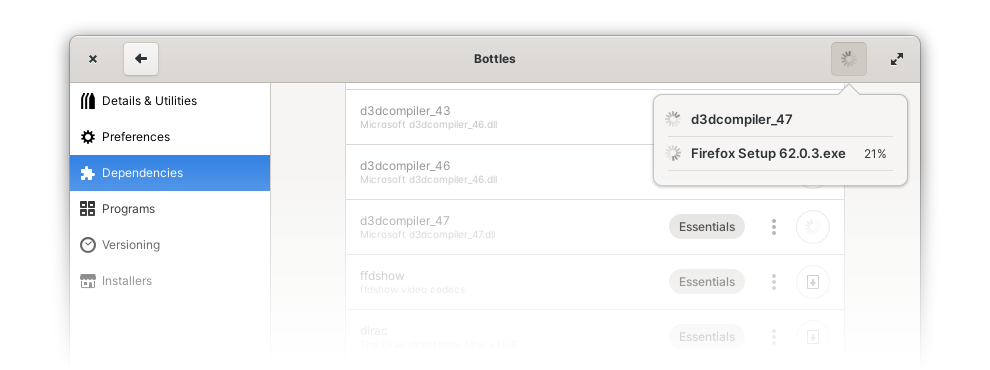 Bottles
Details & Utilities
Preferences
Dependencies
Programs
Versioning
Installers
d3dcompiler_43
Microsoft d3dcompiler_46.dll
d3dcompiler_46
Microsoft d3dcompiler_46.dll
d3dcompiler_47
Microsoft d3dcompiler_47.dll
Essentials
ffdshow
ffdshow video codecs
Essentials
dirac
Essentials
d3dcompiler_47
Firefox Setup 62.0.3.exe 21%